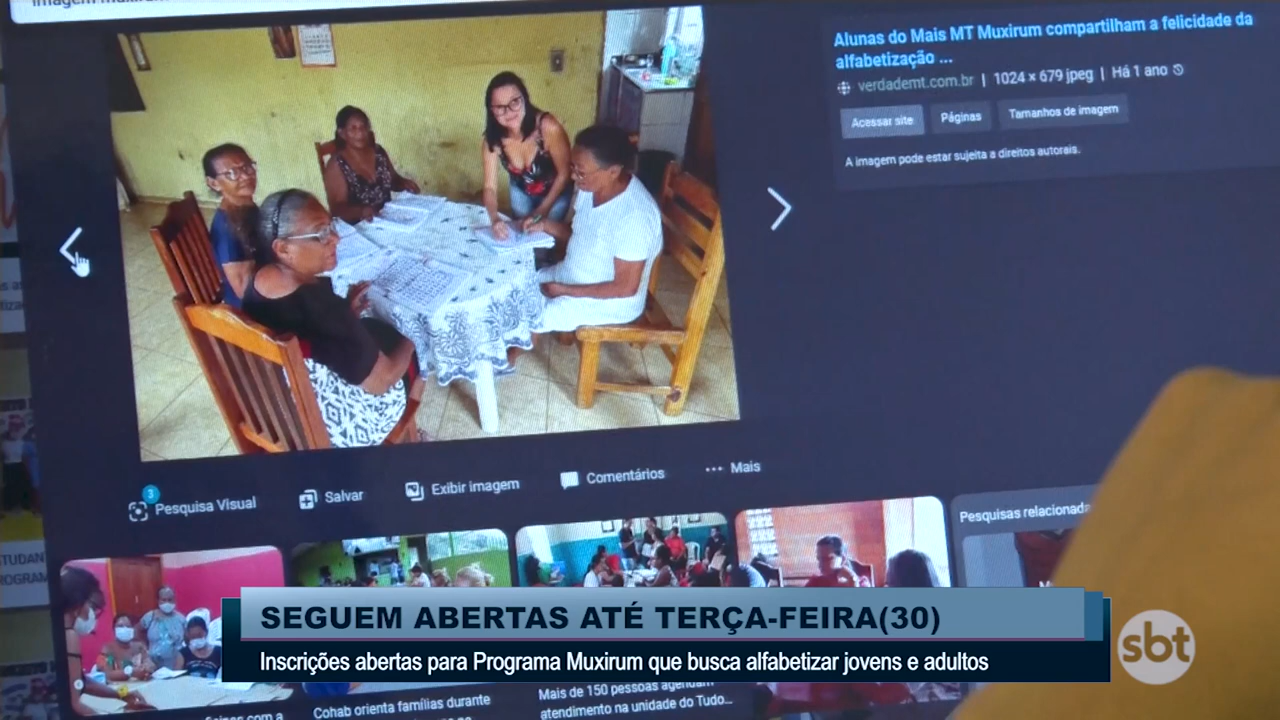 Alunas do Mais MT Muxirum compartilham a felicidade da
alfabetização ...
verdademt.com.br | 1024 × 679 jpeg | Há 1 ano
Acessar site
Páginas
Tamanhos de imagem
A imagem pode estar sujeita a direitos autorais.
3
Pesquisa Visual
Salvar
Exibir imagem
Comentários
... Mais
Pesquisas relacionada
SEGUEM ABERTAS ATÉ TERÇA-FEIRA(30)
Inscrições abertas para Programa Muxirum que busca alfabetizar jovens e adultos
sbt
Cohab orienta famílias durante
Mais de 150 pessoas agendam
atendimento na unidade do Tudo...